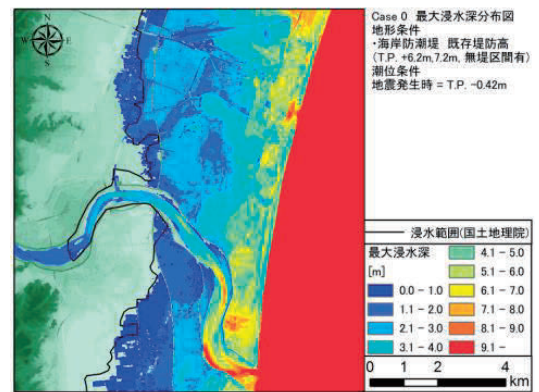 Case 0 最大浸水深分布図
地形条件
・海岸防潮堤 既存堤防高
(T.P. +6.2m,7.2m, 無堤区間有)
潮位条件
地震発生時 = T.P. -0.42m
N
W E
S
浸水範囲(国土地理院)
最大浸水深
[m]
0.0 - 1.0
1.1 - 2.0
2.1 - 3.0
3.1 - 4.0
4.1 - 5.0
5.1 - 6.0
6.1 - 7.0
7.1 - 8.0
8.1 - 9.0
9.1 -
0 1 2 4
km